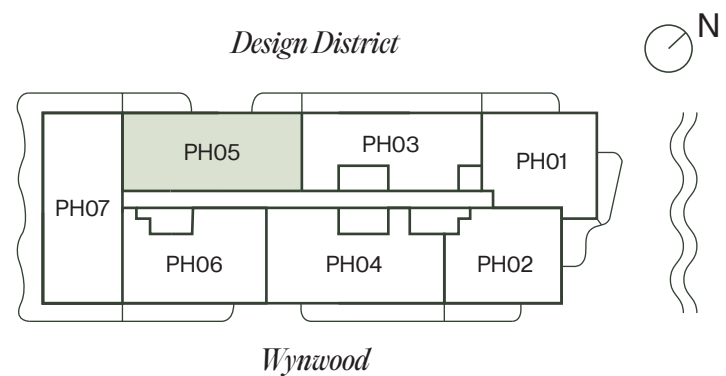 Design District
N
PH05
PH03
PH01
PH07
PH06
PH04
PH02
Wynwood